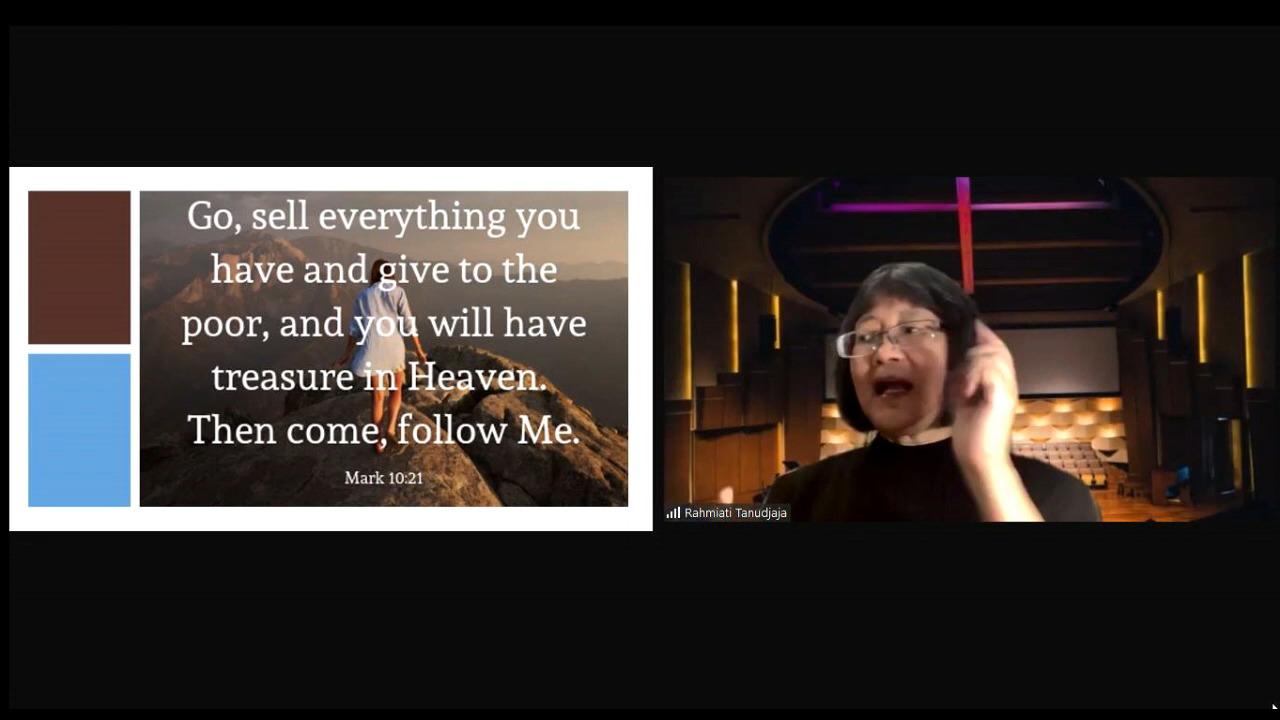 Go, sell everything you
have and give to the
poor, and you will have
treasure in Heaven.
Then come, follow Me.
Mark 10:21
Rahmiati Tanudjaja